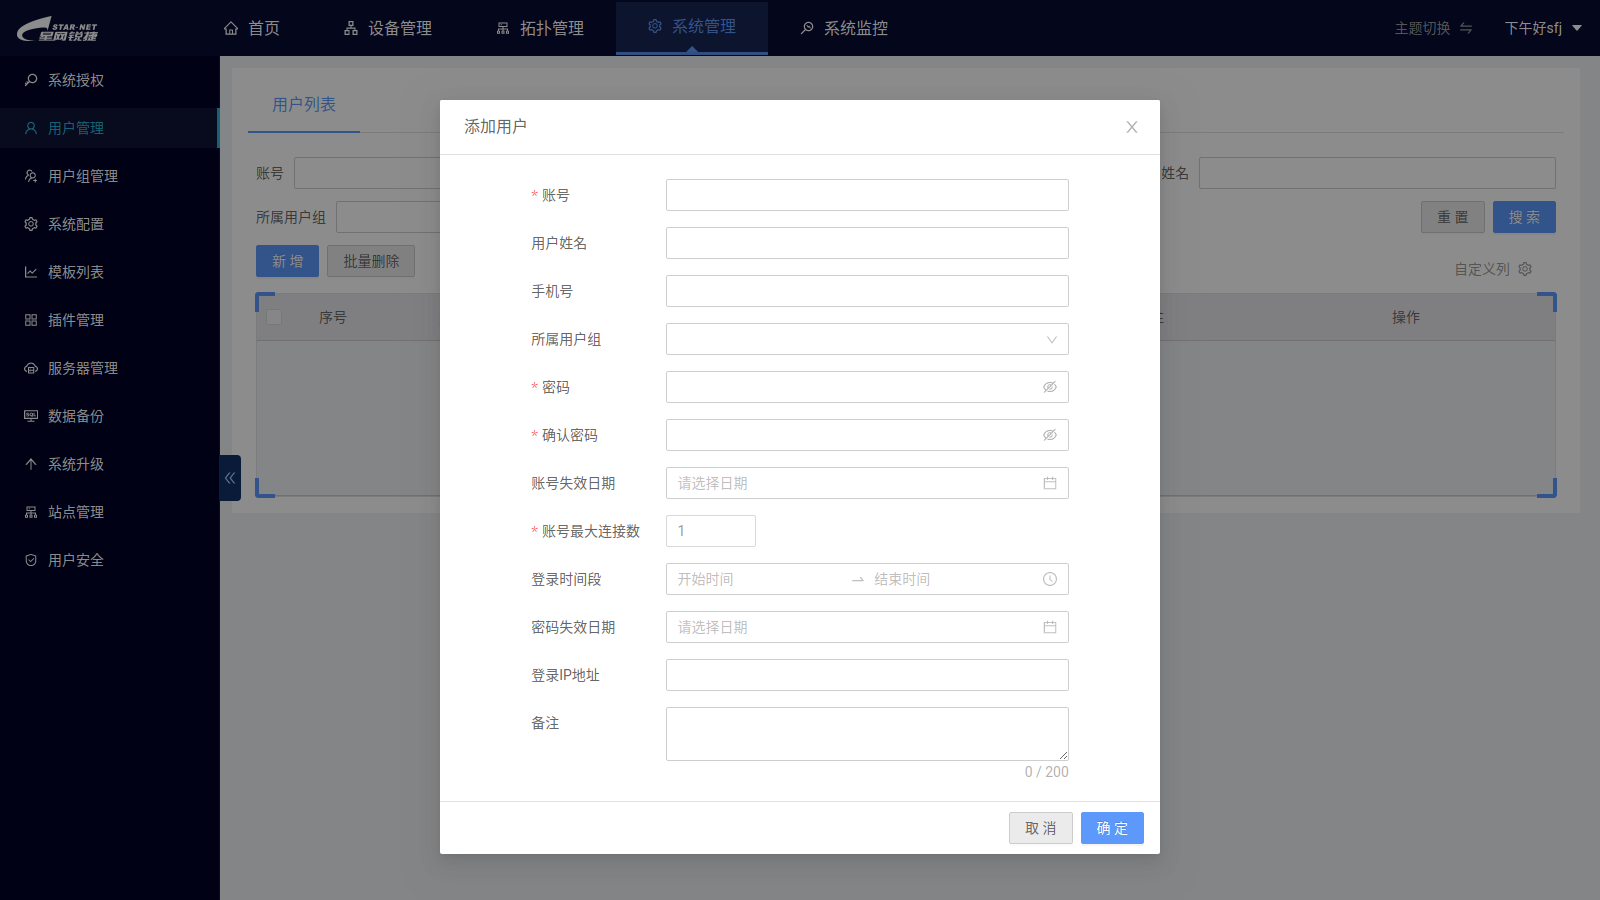 STAR-NET
星网锐捷
首页
设备管理
拓扑管理
系统管理
系统监控
主题切换
下午好sfj
系统授权
用户管理
用户组管理
系统配置
模板列表
插件管理
服务器管理
数据备份
系统升级
站点管理
用户安全
用户列表
账号
姓名
所属用户组
重 置
搜 索
新 增
批量删除
自定义列
序号
操作
添加用户
* 账号
用户姓名
手机号
所属用户组
* 密码
* 确认密码
账号失效日期
请选择日期
* 账号最大连接数
1
登录时间段
开始时间
结束时间
密码失效日期
请选择日期
登录IP地址
备注
0 / 200
取 消
确 定